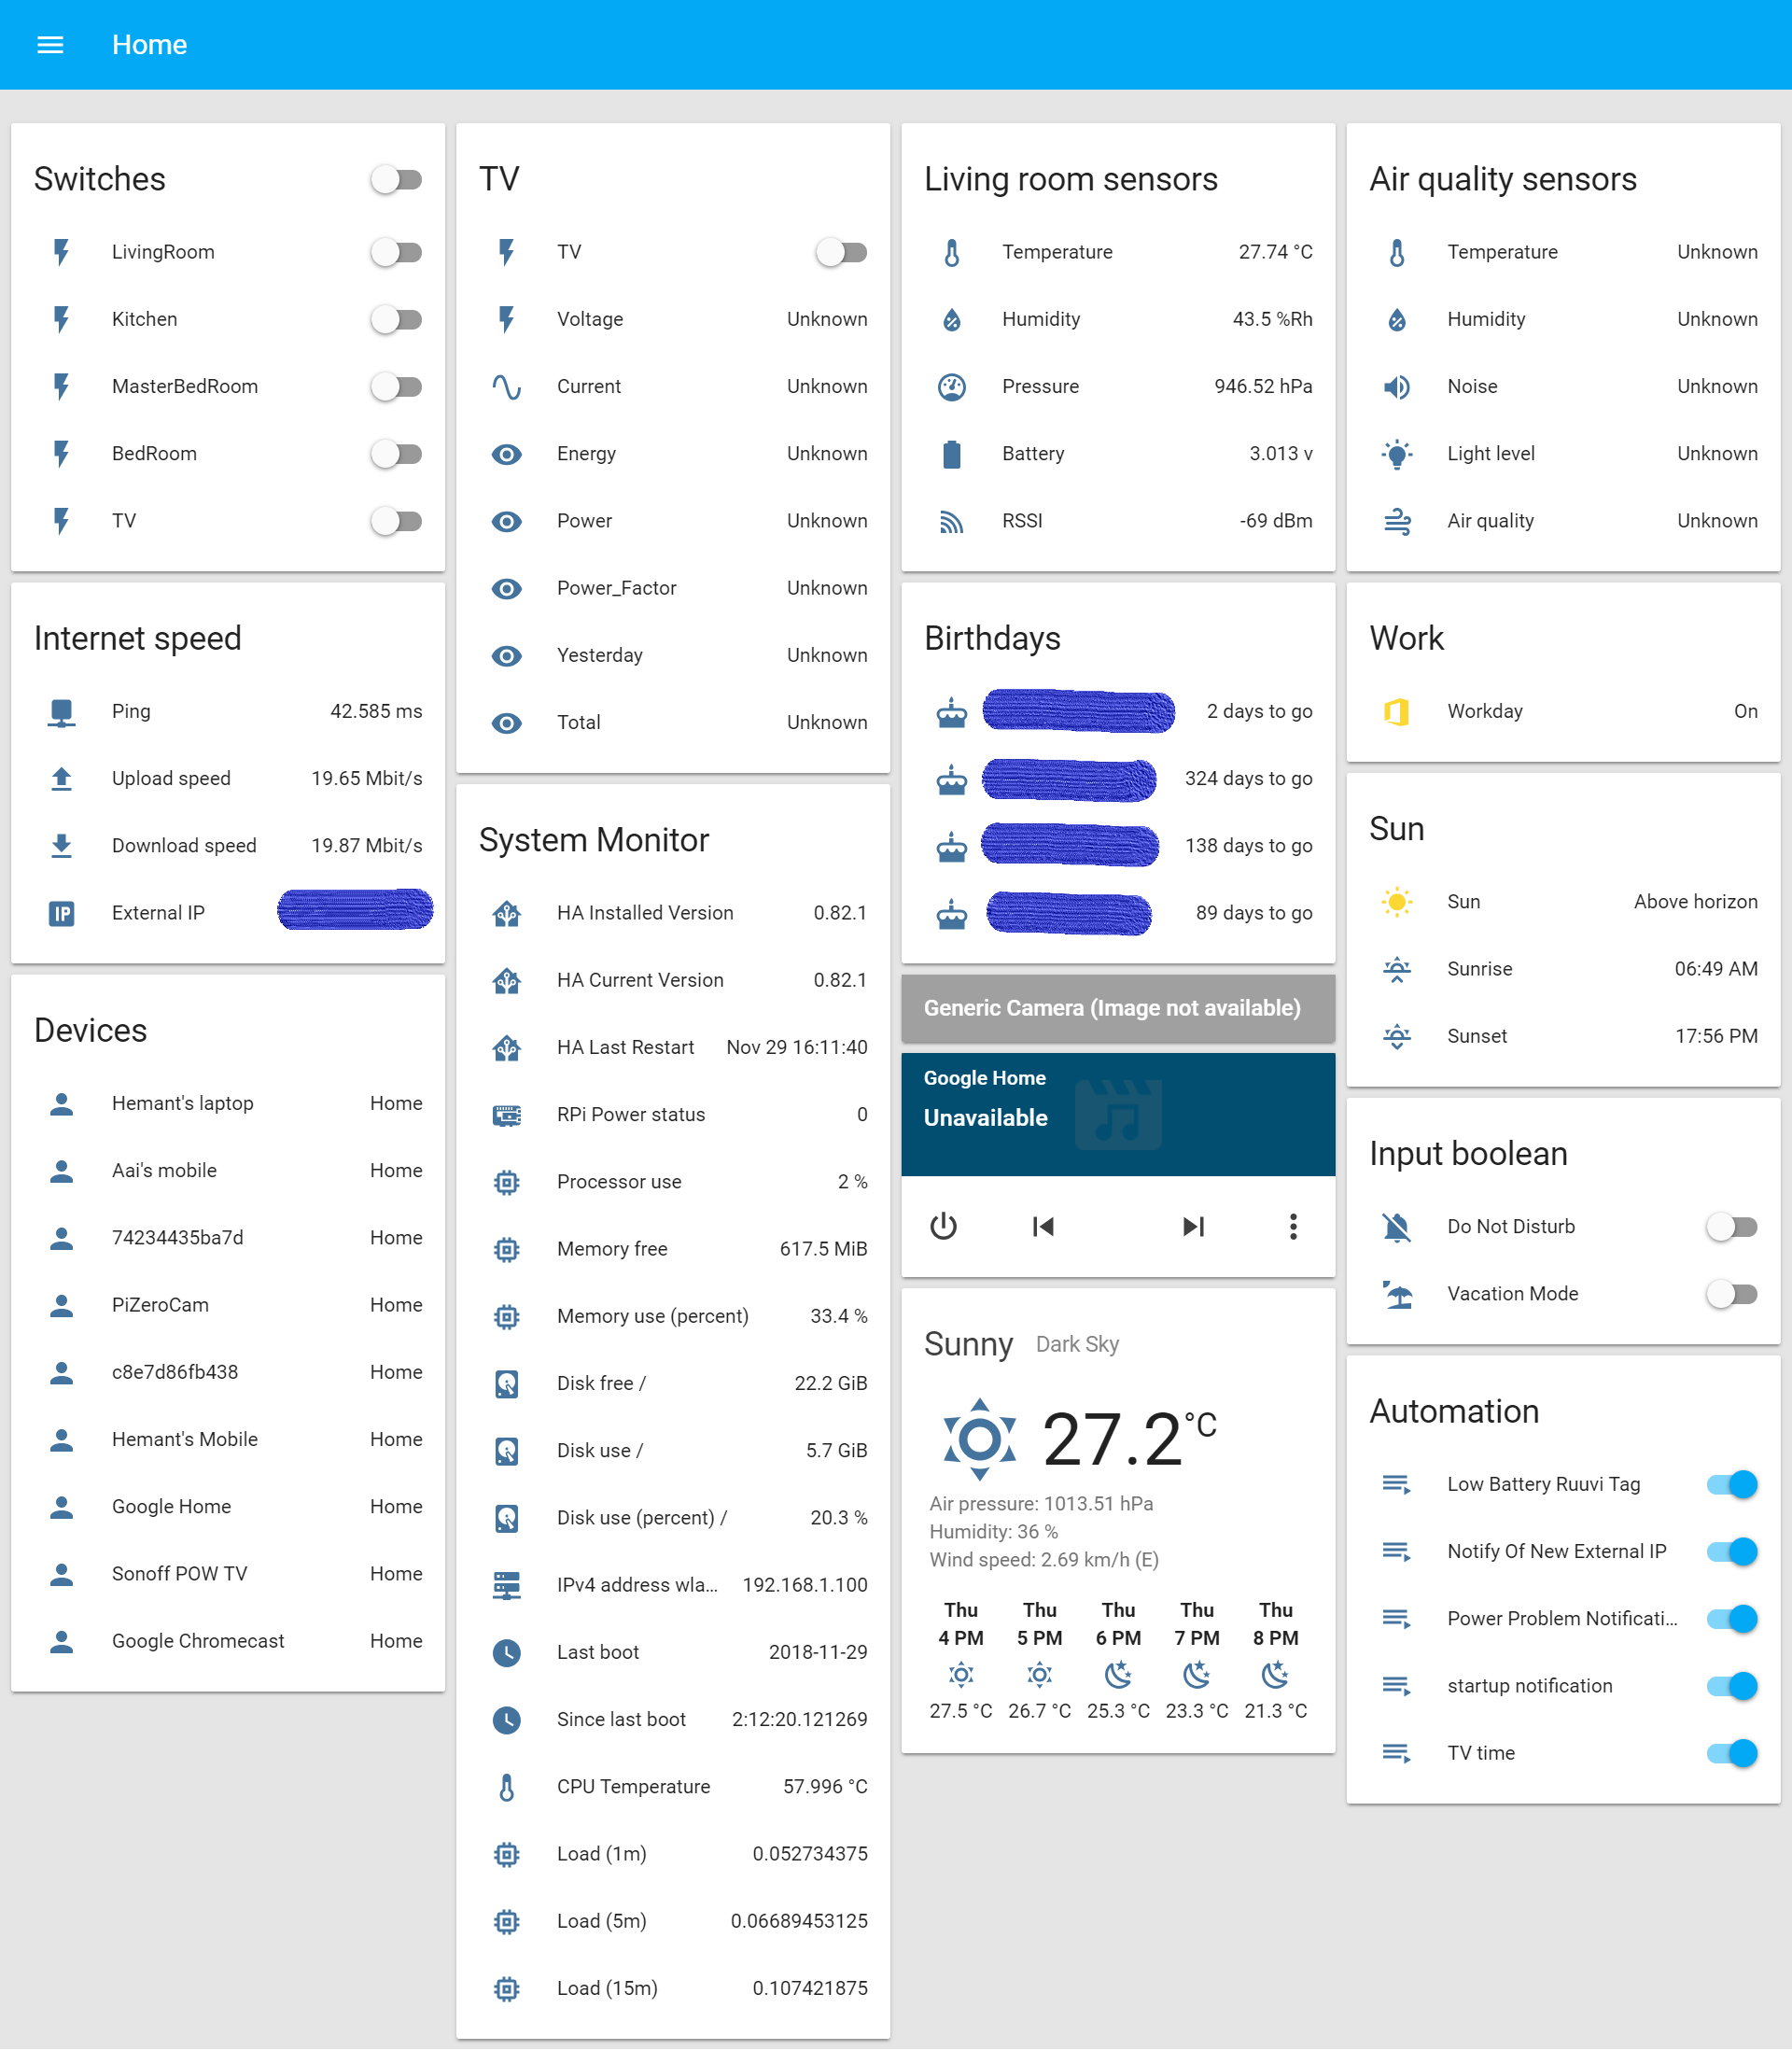 Home
Switches
LivingRoom
Kitchen
MasterBedRoom
BedRoom
TV
Internet speed
Ping 42.585 ms
Upload speed 19.65 Mbit/s
Download speed 19.87 Mbit/s
IP External IP
Devices
Hemant's laptop Home
Aai's mobile Home
74234435ba7d Home
PiZeroCam Home
c8e7d86fb438 Home
Hemant's Mobile Home
Google Home Home
Sonoff POW TV Home
Google Chromecast Home
TV
TV
Voltage Unknown
Current Unknown
Energy Unknown
Power Unknown
Power_Factor Unknown
Yesterday Unknown
Total Unknown
System Monitor
HA Installed Version 0.82.1
HA Current Version 0.82.1
HA Last Restart Nov 29 16:11:40
RPi Power status 0
Processor use 2 %
Memory free 617.5 MiB
Memory use (percent) 33.4 %
Disk free / 22.2 GiB
Disk use / 5.7 GiB
Disk use (percent) / 20.3 %
IPv4 address wla... 192.168.1.100
Last boot 2018-11-29
Since last boot 2:12:20.121269
CPU Temperature 57.996 °C
Load (1m) 0.052734375
Load (5m) 0.06689453125
Load (15m) 0.107421875
Living room sensors
Temperature 27.74 °C
Humidity 43.5 %Rh
Pressure 946.52 hPa
Battery 3.013 v
RSSI -69 dBm
Birthdays
2 days to go
324 days to go
138 days to go
89 days to go
Generic Camera (Image not available)
Google Home
Unavailable
Sunny Dark Sky
27.2 °C
Air pressure: 1013.51 hPa
Humidity: 36 %
Wind speed: 2.69 km/h (E)
Thu Thu Thu Thu Thu
4 PM 5 PM 6 PM 7 PM 8 PM
27.5 °C 26.7 °C 25.3 °C 23.3 °C 21.3 °C
Air quality sensors
Temperature Unknown
Humidity Unknown
Noise Unknown
Light level Unknown
Air quality Unknown
Work
Workday On
Sun
Sun Above horizon
Sunrise 06:49 AM
Sunset 17:56 PM
Input boolean
Do Not Disturb
Vacation Mode
Automation
Low Battery Ruuvi Tag
Notify Of New External IP
Power Problem Notificati...
startup notification
TV time